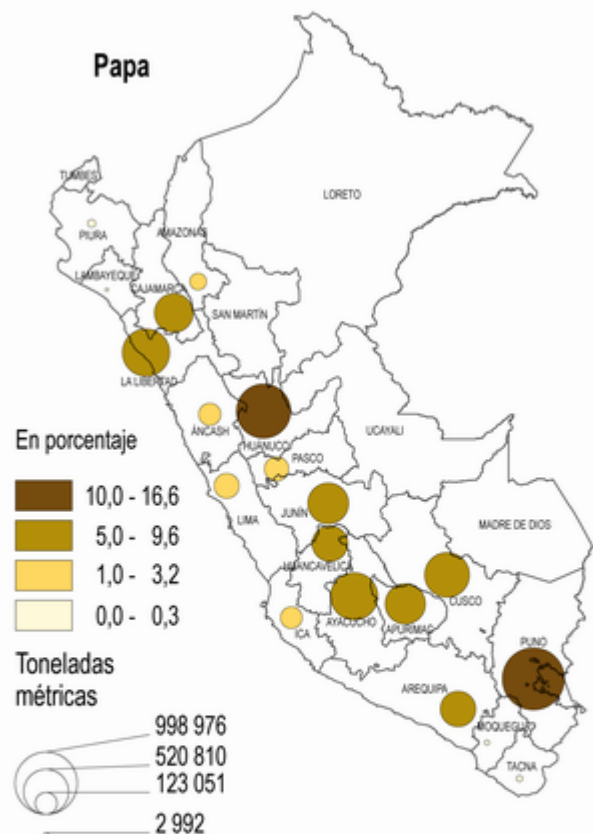 Papa
TUMBES
LORETO
PIURA
AMAZONAS
LAMBAYEQUE
CAJAMARCA
SAN MARTÍN
LA LIBERTAD
ÁNCASH
HUÁNUCO
UCAYALI
PASCO
LIMA
JUNÍN
MADRE DE DIOS
HUANCAVELICA
CUSCO
AYACUCHO
APURÍMAC
ICA
PUNO
AREQUIPA
MOQUEGUA
TACNA
En porcentaje
10,0 - 16,6
5,0 - 9,6
1,0 - 3,2
0,0 - 0,3
Toneladas
métricas
998 976
520 810
123 051
2 992